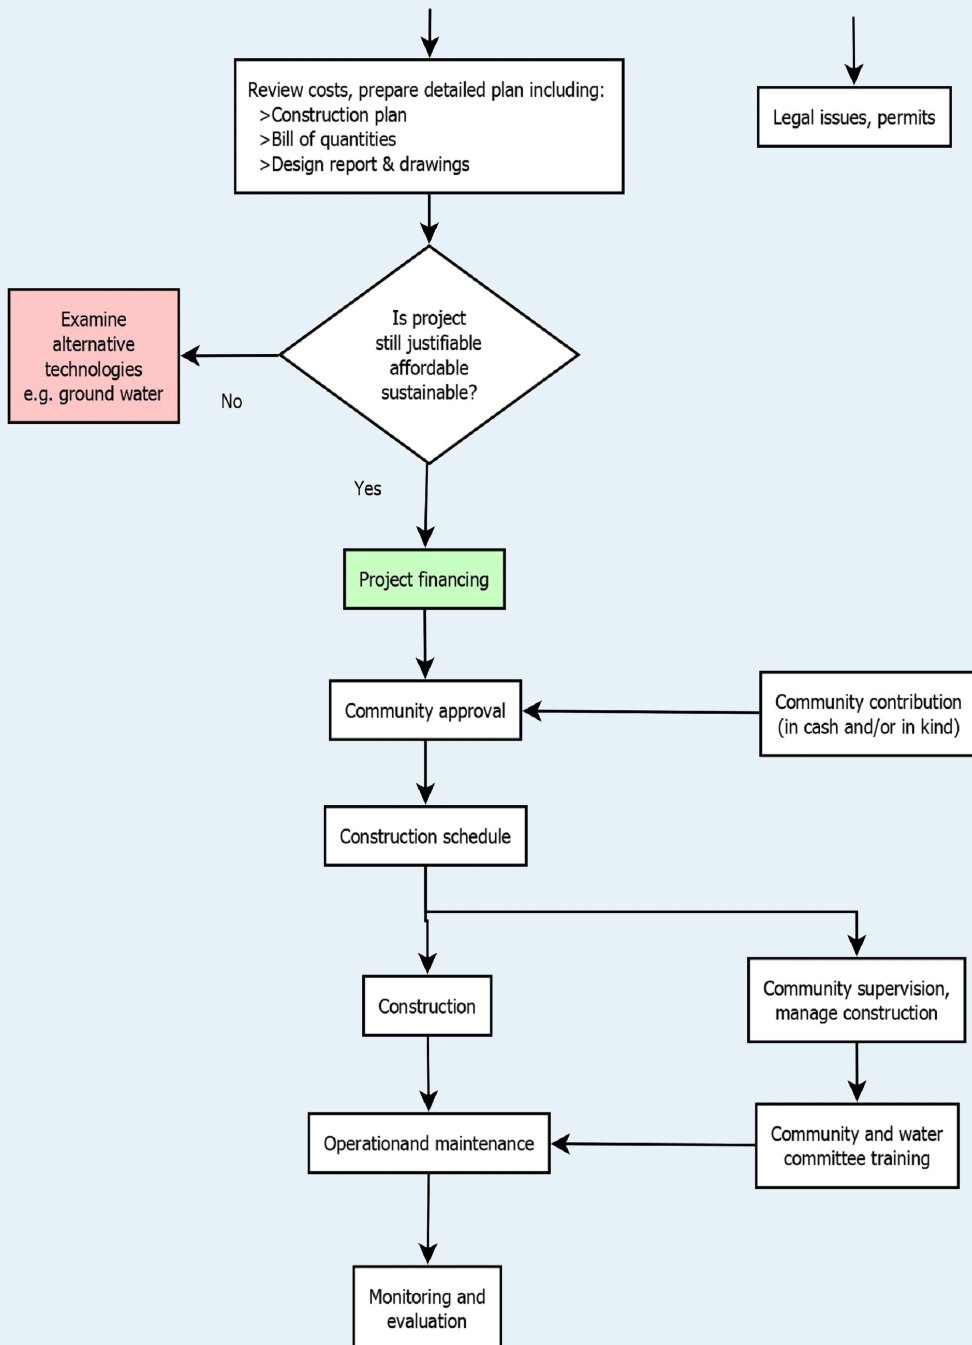 Review costs, prepare detailed plan including:
>Construction plan
>Bill of quantities
>Design report & drawings
Legal issues, permits
Is project
still justifiable
affordable
sustainable?
Examine
alternative
technologies
e.g. ground water
No
Yes
Project financing
Community approval
Community contribution
(in cash and/or in kind)
Construction schedule
Construction
Community supervision,
manage construction
Operationand maintenance
Community and water
committee training
Monitoring and
evaluation